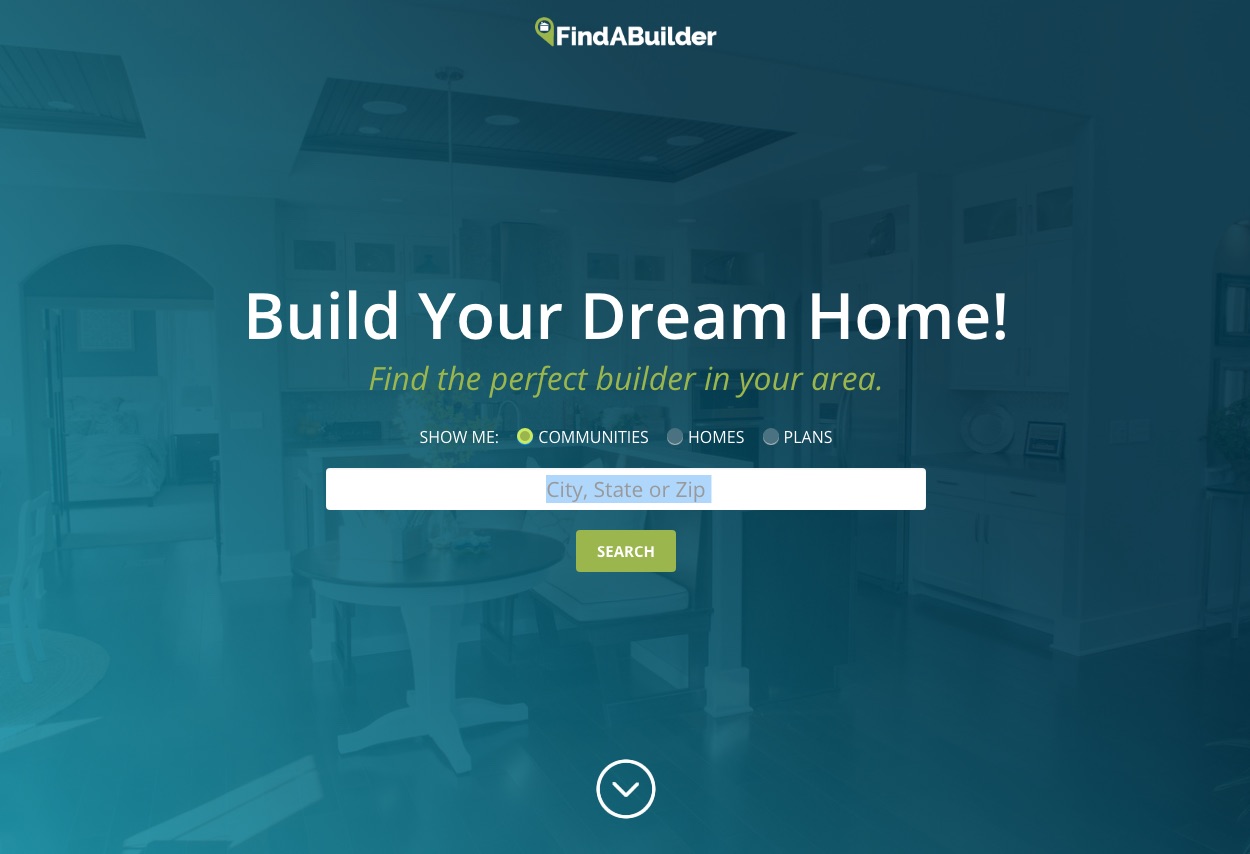 FindABuilder
Build Your Dream Home!
Find the perfect builder in your area.
SHOW ME: COMMUNITIES HOMES PLANS
City, State or Zip
SEARCH